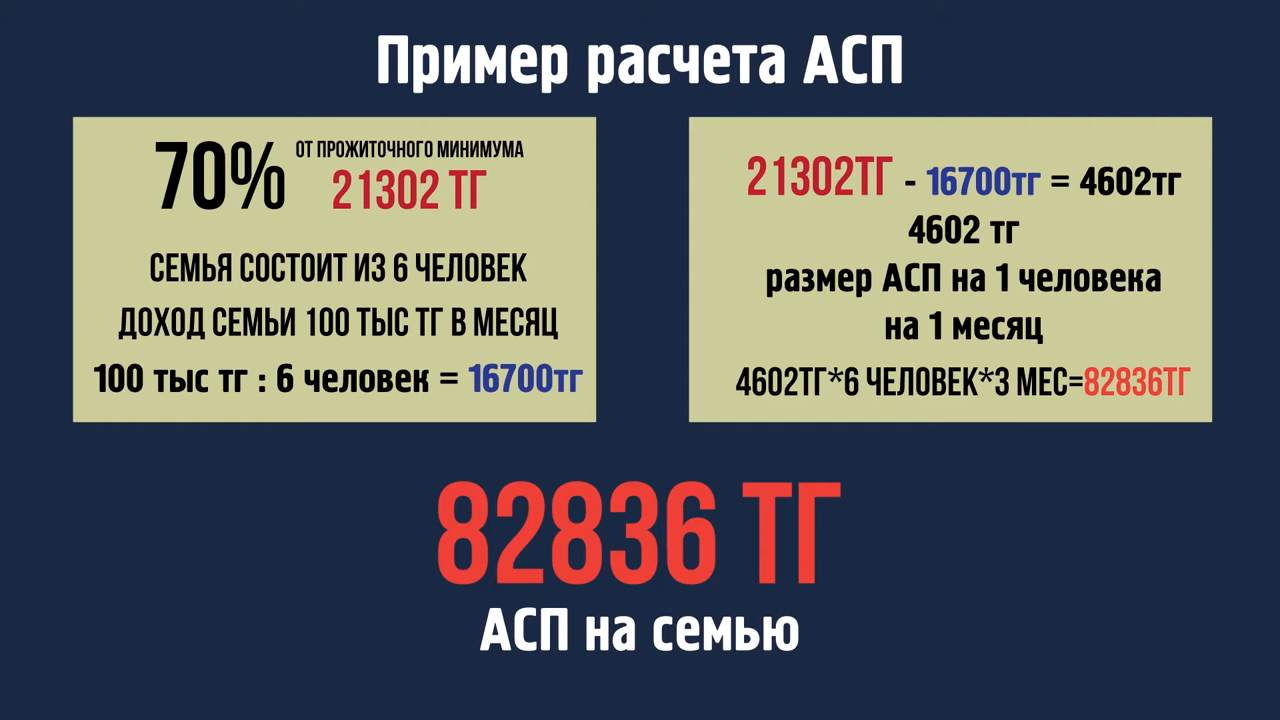 Пример расчета АСП
70% ОТ ПРОЖИТОЧНОГО МИНИМУМА
21302 ТГ
СЕМЬЯ СОСТОИТ ИЗ 6 ЧЕЛОВЕК
ДОХОД СЕМЬИ 100 ТЫС ТГ В МЕСЯЦ
100 тыс тг : 6 человек = 16700тг
21302ТГ - 16700тг = 4602тг
4602 тг
размер АСП на 1 человека
на 1 месяц
4602ТГ*6 ЧЕЛОВЕК*3 МЕС=82836ТГ
82836 ТГ
АСП на семью